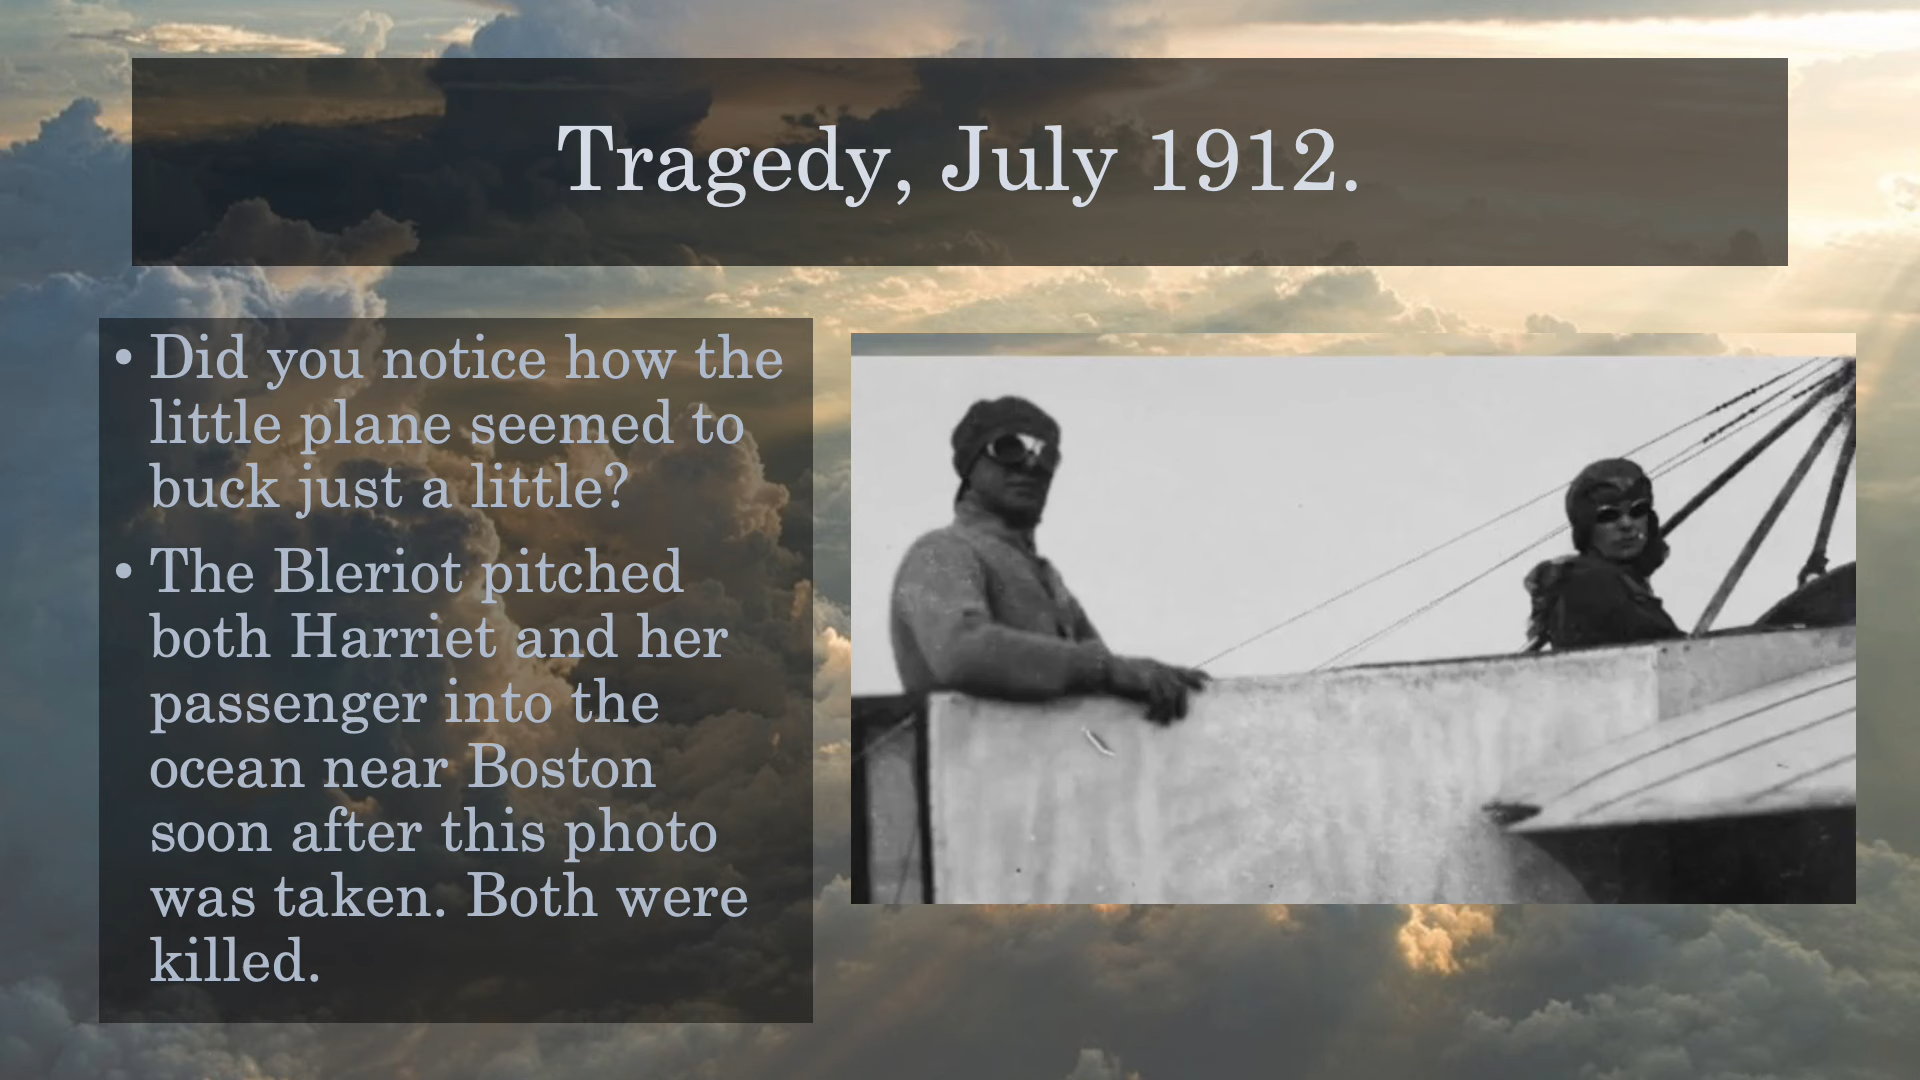 Tragedy, July 1912.
• Did you notice how the
little plane seemed to
buck just a little?
• The Bleriot pitched
both Harriet and her
passenger into the
ocean near Boston
soon after this photo
was taken. Both were
killed.